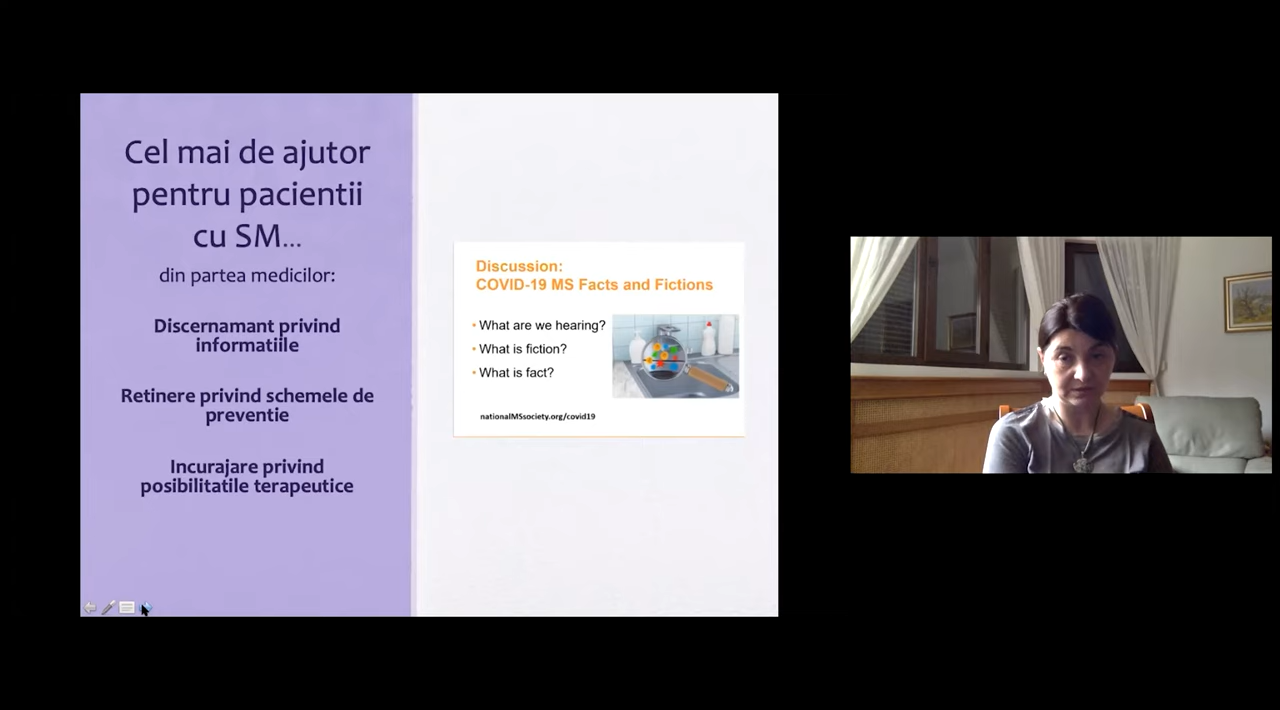 Cel mai de ajutor
pentru pacientii
cu SM...
din partea medicilor:
Discernamant privind
informatiile
Retinere privind schemele de
preventie
Incurajare privind
posibilitatile terapeutice
Discussion:
COVID-19 MS Facts and Fictions
• What are we hearing?
• What is fiction?
• What is fact?
nationalMSsociety.org/covid19